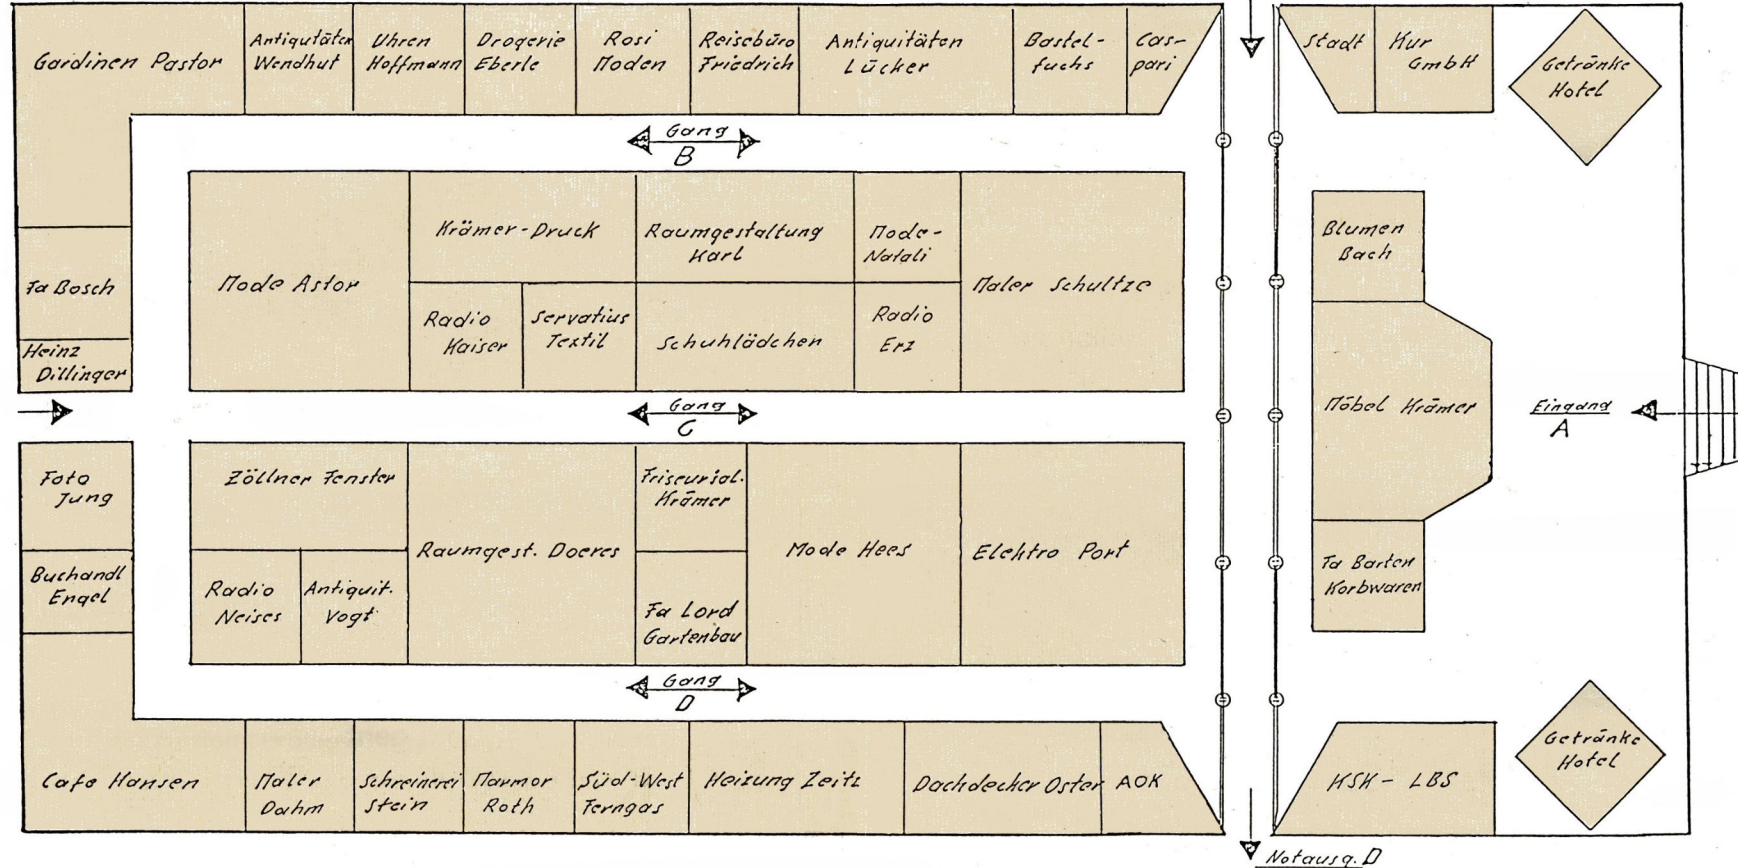 Gardinen Pastor
Antiquitäten
Wendhut
Uhren
Hoffmann
Drogerie
Eberle
Rosi
Moden
Reisebüro
Friedrich
Antiquitäten
Lücker
Bastel-
fuchs
Cas-
pari
Stadt
Kur
GmbH
Getränke
Hotel
Gang
B
Fa Bosch
Heinz
Dillinger
Mode Astor
Krämer-Druck
Raumgestaltung
Karl
Mode-
Natali
Maler Schultze
Radio
Kaiser
Servatius
Textil
Schuhlädchen
Radio
Erz
Blumen
Bach
Möbel Krämer
Eingang
A
Gang
C
Foto
Jung
Buchandl
Engel
Zöllner Fenster
Radio
Neises
Antiquit.
Vogt
Raumgest. Doeres
Friseursal.
Krämer
Fa Lord
Gartenbau
Mode Hees
Elektro Port
Fa Barten
Korbwaren
Gang
D
Cafe Hansen
Maler
Dahm
Schreinerei
Stein
Marmor
Roth
Süd-West
Ferngas
Heizung Zeitz
Dachdecker Oster
AOK
KSK - LBS
Getränke
Hotel
Notausg. D